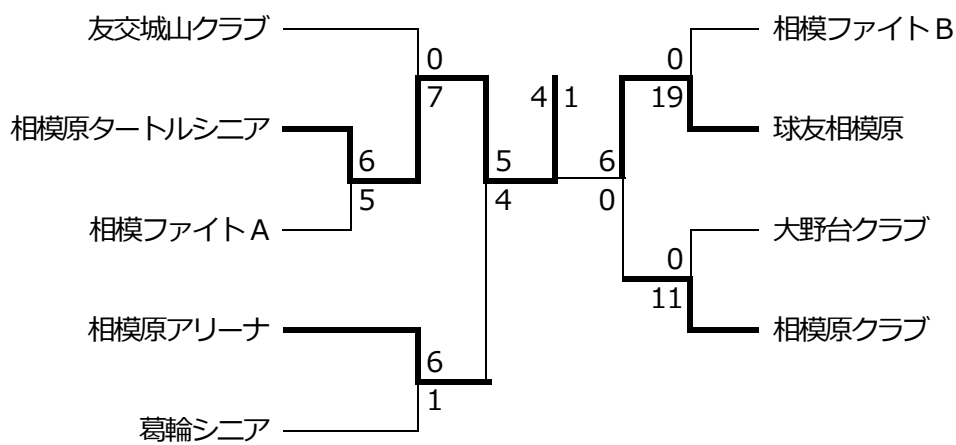 友交城山クラブ
相模ファイトB
0
0
7
4 1
19
相模原タートルシニア
球友相模原
6
5
6
5
4
0
相模ファイトA
大野台クラブ
0
11
相模原アリーナ
相模原クラブ
6
1
葛輪シニア